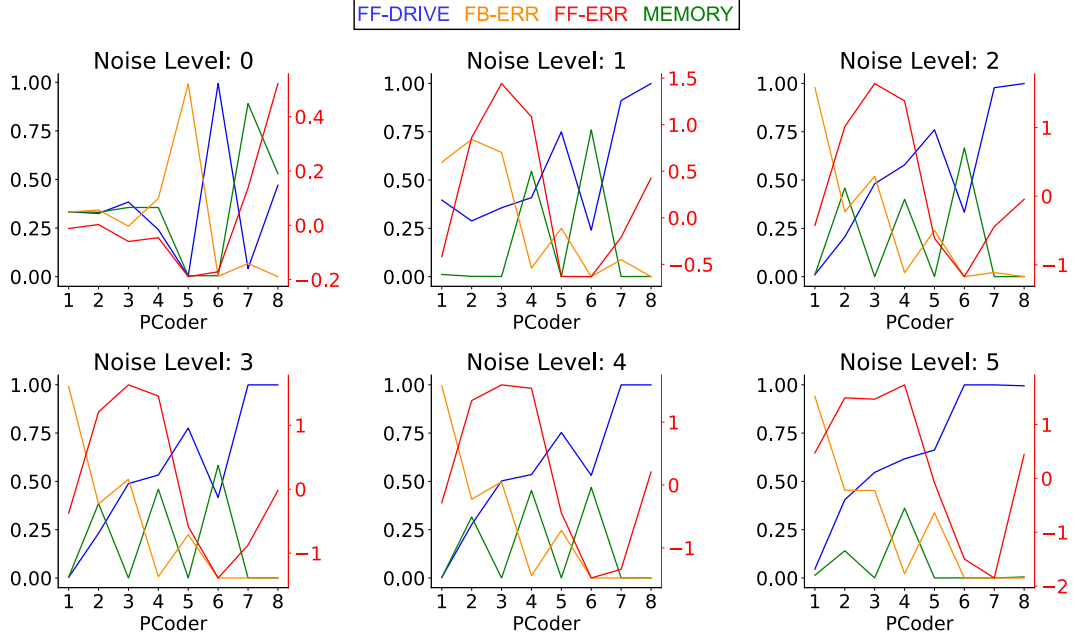 FF-DRIVE FB-ERR FF-ERR MEMORY
Noise Level: 0
1.00
0.75
0.50
0.25
0.00
0.4
0.2
0.0
−0.2
1 2 3 4 5 6 7 8
PCoder
Noise Level: 1
1.00
0.75
0.50
0.25
0.00
1.5
1.0
0.5
0.0
−0.5
1 2 3 4 5 6 7 8
PCoder
Noise Level: 2
1.00
0.75
0.50
0.25
0.00
1
0
−1
1 2 3 4 5 6 7 8
PCoder
Noise Level: 3
1.00
0.75
0.50
0.25
0.00
1
0
−1
1 2 3 4 5 6 7 8
PCoder
Noise Level: 4
1.00
0.75
0.50
0.25
0.00
1
0
−1
1 2 3 4 5 6 7 8
PCoder
Noise Level: 5
1.00
0.75
0.50
0.25
0.00
1
0
−1
−2
1 2 3 4 5 6 7 8
PCoder